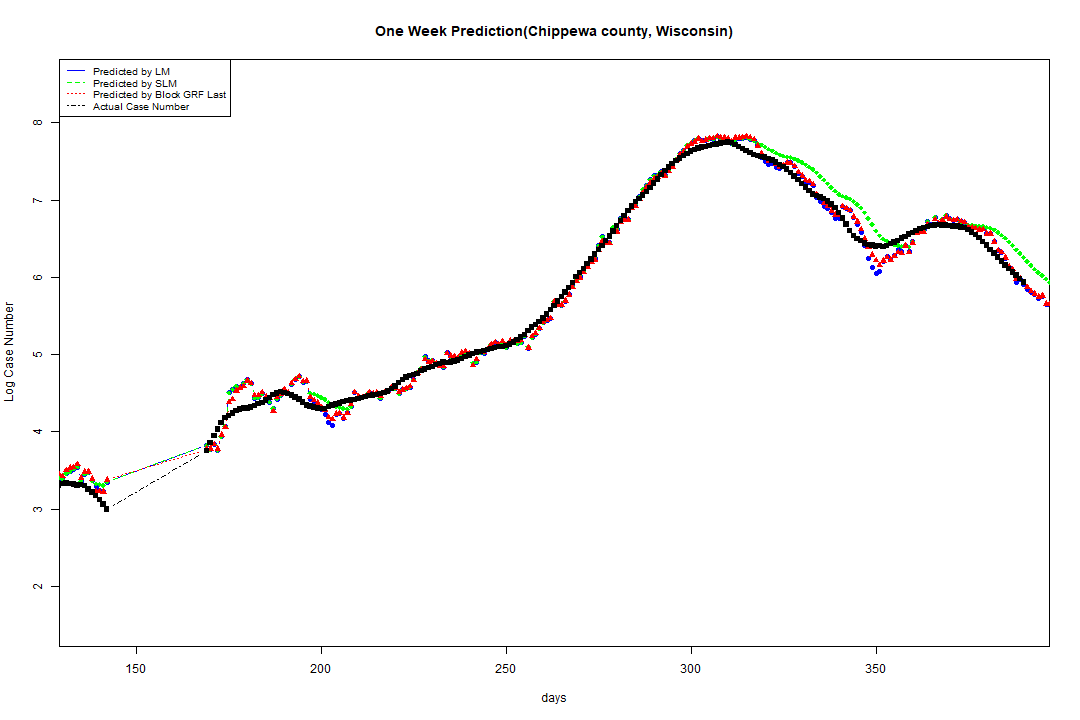 One Week Prediction(Chippewa county, Wisconsin)
Predicted by LM
Predicted by SLM
Predicted by Block GRF Last
Actual Case Number
8
7
6
5
4
3
2
Log Case Number
150 200 250 300 350
days